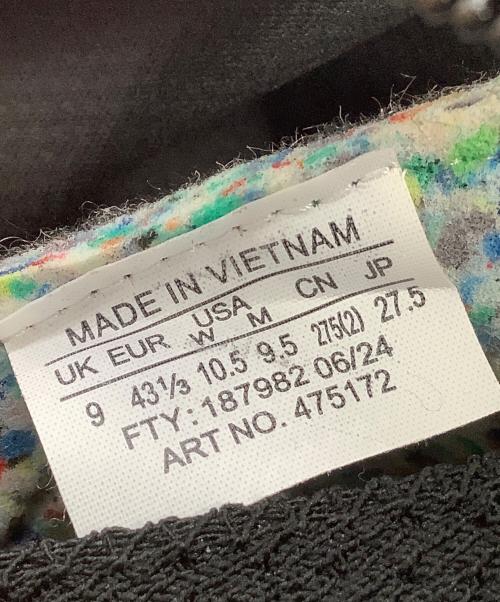 MADE IN VIETNAM
UK EUR USA W M CN JP
9 43⅓ 10.5 9.5 275(2) 27.5
FTY: 187982 06/24
ART NO. 475172